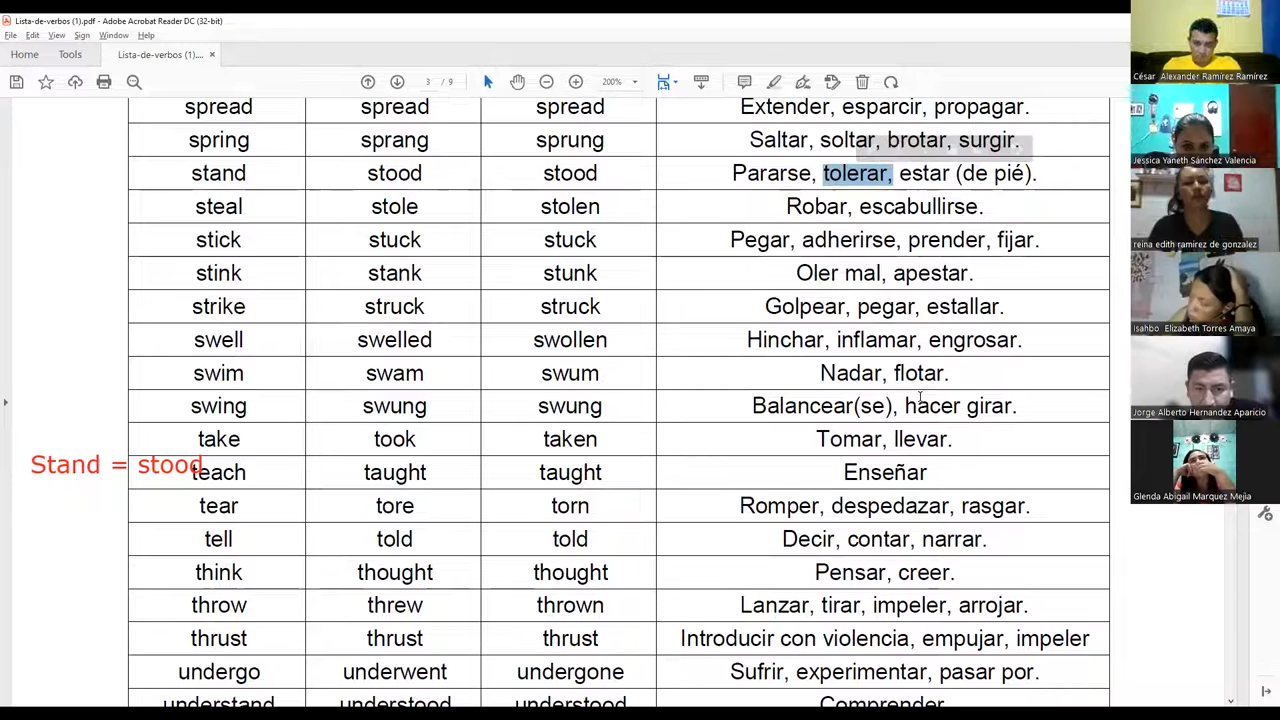 Lista-de-verbos (1).pdf - Adobe Acrobat Reader DC (32-bit)
File Edit View Sign Window Help
Home Tools Lista-de-verbos (1).... ×
3 / 9 200%
spread spread spread Extender, esparcir, propagar.
spring sprang sprung Saltar, soltar, brotar, surgir.
stand stood stood Pararse, tolerar, estar (de pié).
steal stole stolen Robar, escabullirse.
stick stuck stuck Pegar, adherirse, prender, fijar.
stink stank stunk Oler mal, apestar.
strike struck struck Golpear, pegar, estallar.
swell swelled swollen Hinchar, inflamar, engrosar.
swim swam swum Nadar, flotar.
swing swung swung Balancear(se), hacer girar.
take took taken Tomar, llevar.
Stand = stood
teach taught taught Enseñar
tear tore torn Romper, despedazar, rasgar.
tell told told Decir, contar, narrar.
think thought thought Pensar, creer.
throw threw thrown Lanzar, tirar, impeler, arrojar.
thrust thrust thrust Introducir con violencia, empujar, impeler
undergo underwent undergone Sufrir, experimentar, pasar por.
understand understood understood Comprender
César Alexander Ramírez Ramírez
Jessica Yaneth Sánchez Valencia
reina edith ramirez de gonzalez
Isahbo Elizabeth Torres Amaya
Jorge Alberto Hernandez Aparicio
Glenda Abigail Marquez Mejia